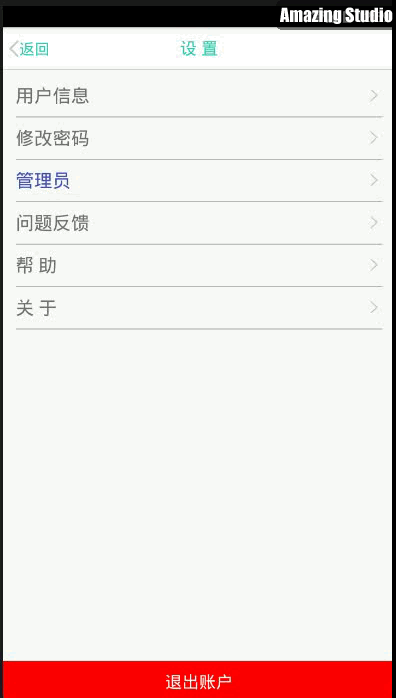 Amazing Studio
返回
设 置
用户信息
修改密码
管理员
问题反馈
帮 助
关 于
退出账户